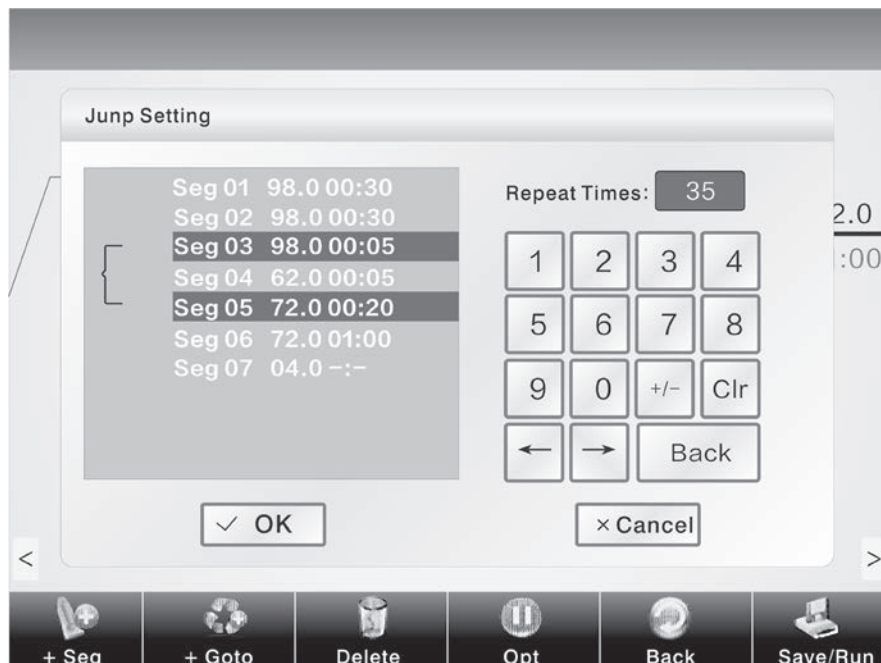 Junp Setting
Seg 01 98.0 00:30
Seg 02 98.0 00:30
Seg 03 98.0 00:05
Seg 04 62.0 00:05
Seg 05 72.0 00:20
Seg 06 72.0 01:00
Seg 07 04.0 –:–
Repeat Times: 35
1 2 3 4
5 6 7 8
9 0 +/− Clr
← → Back
✓ OK
× Cancel
2.0
:00
<
>
+ Seg
+ Goto
Delete
Opt
Back
Save/Run